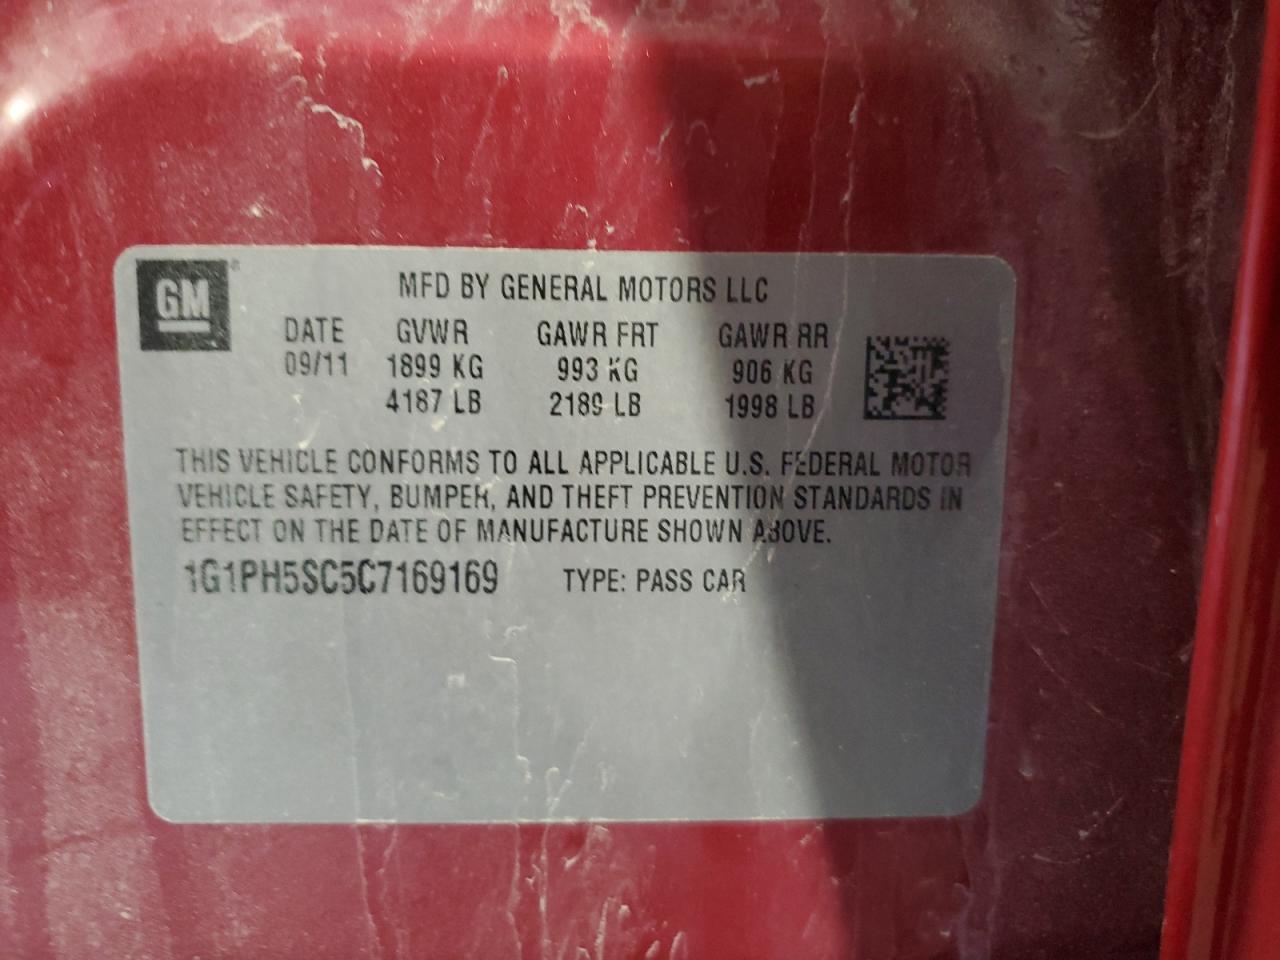 GM
MFD BY GENERAL MOTORS LLC
DATE GVWR GAWR FRT GAWR RR
09/11 1899 KG 993 KG 906 KG
4187 LB 2189 LB 1998 LB
THIS VEHICLE CONFORMS TO ALL APPLICABLE U.S. FEDERAL MOTOR
VEHICLE SAFETY, BUMPER, AND THEFT PREVENTION STANDARDS IN
EFFECT ON THE DATE OF MANUFACTURE SHOWN ABOVE.
1G1PH5SC5C7169169 TYPE: PASS CAR